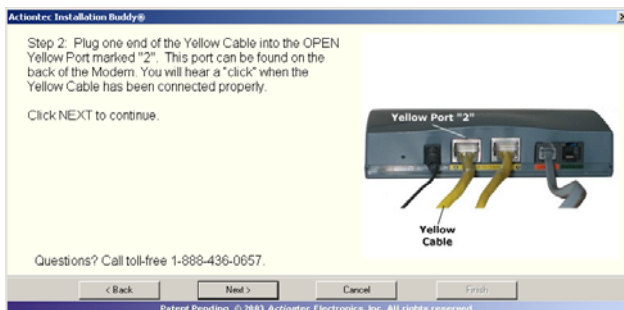 Actiontec Installation Buddy®
Step 2: Plug one end of the Yellow Cable into the OPEN
Yellow Port marked "2". This port can be found on the
back of the Modem. You will hear a "click" when the
Yellow Cable has been connected properly.
Click NEXT to continue.
Yellow Port "2"
Yellow
Cable
Questions? Call toll-free 1-888-436-0657.
< Back
Next >
Cancel
Finish
Patent Pending. © 2003 Actiontec Electronics, Inc. All rights reserved.